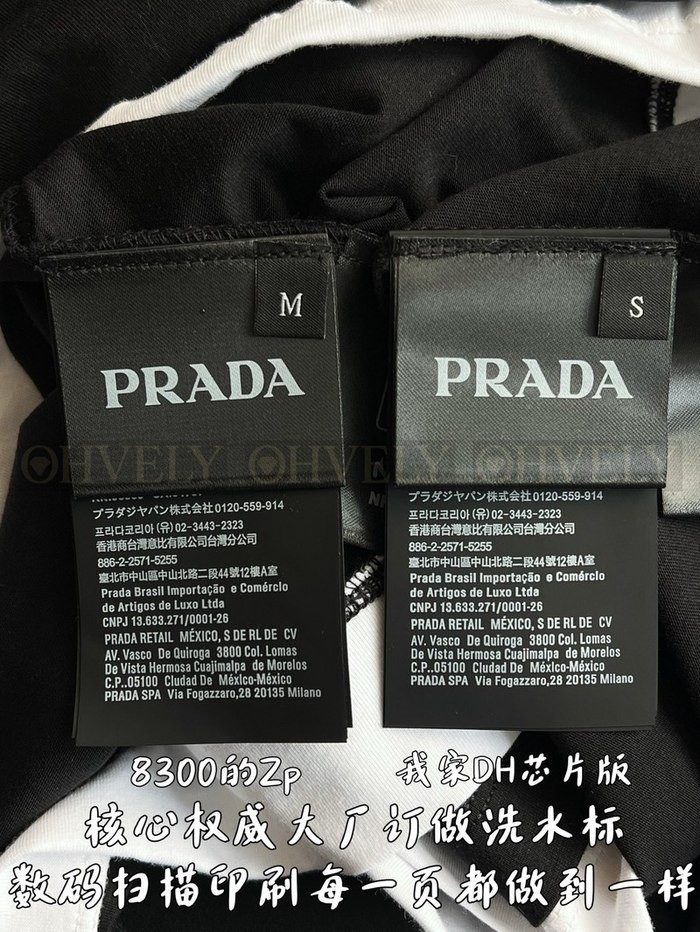 M
PRADA
プラダジャパン株式会社0120-559-914
프라다코리아 (유) 02-3443-2323
香港商台灣意比有限公司台灣分公司
886-2-2571-5255
臺北市中山區中山北路二段44號12樓A室
Prada Brasil Importação e Comércio
de Artigos de Luxo Ltda
CNPJ 13.633.271/0001-26
PRADA RETAIL MÉXICO, S DE RL DE CV
AV. Vasco De Quiroga 3800 Col. Lomas
De Vista Hermosa Cuajimalpa de Morelos
C.P..05100 Cludad De México-México
PRADA SPA Via Fogazzaro,28 20135 Milano
S
PRADA
プラダジャパン株式会社0120-559-914
프라다코리아 (유) 02-3443-2323
香港商台灣意比有限公司台灣分公司
886-2-2571-5255
臺北市中山區中山北路二段44號12樓A室
Prada Brasil Importação e Comércio
de Artigos de Luxo Ltda
CNPJ 13.633.271/0001-26
PRADA RETAIL MÉXICO, S DE RL DE CV
AV. Vasco De Quiroga 3800 Col. Lomas
De Vista Hermosa Cuajimalpa de Morelos
C.P..05100 Cludad De México-México
PRADA SPA Via Fogazzaro,28 20135 Milano
OHVELY OHVELY OHVELY
8300的Zp
我家DH芯片版
核心权威大厂订做洗水标
数码扫描印刷每一页都做到一样